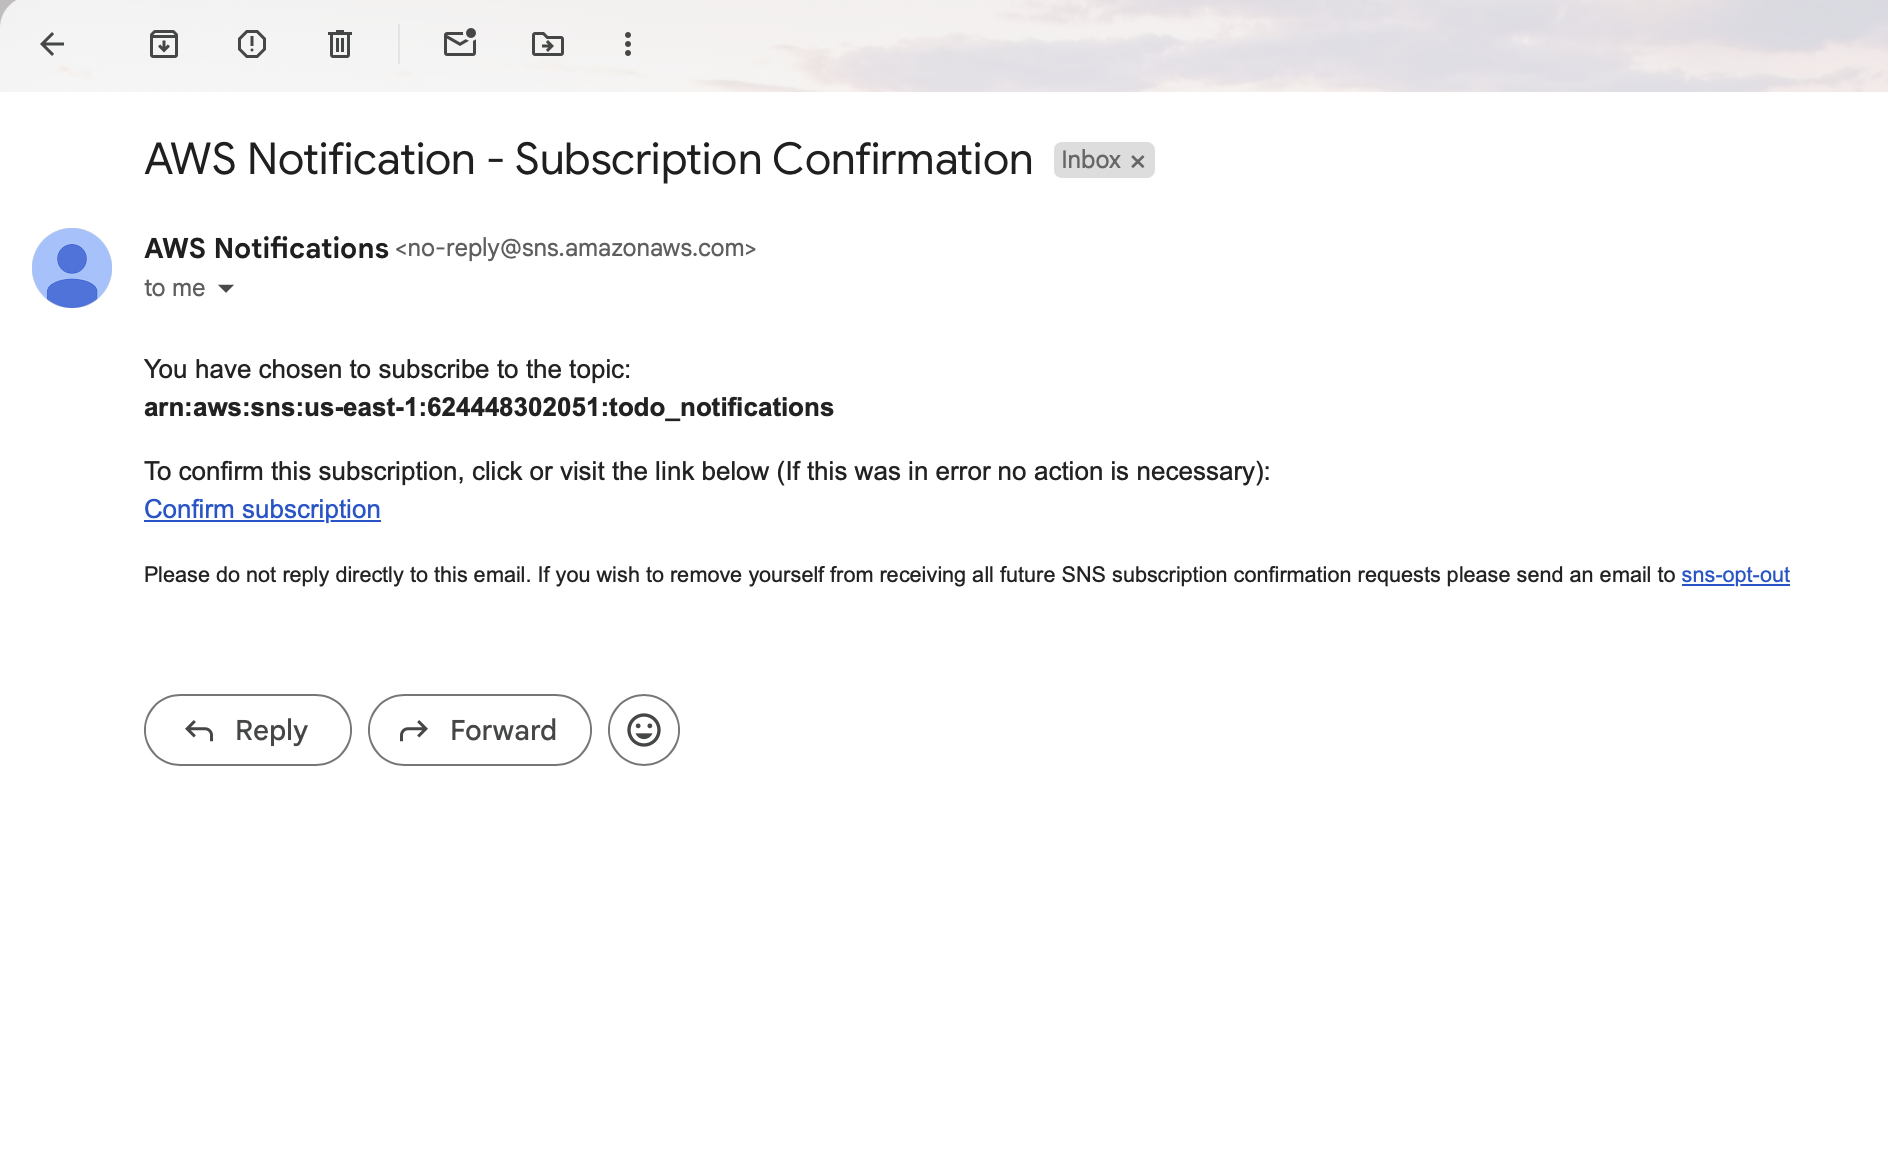 AWS Notification - Subscription Confirmation Inbox ×
AWS Notifications <no-reply@sns.amazonaws.com>
to me
You have chosen to subscribe to the topic:
arn:aws:sns:us-east-1:624448302051:todo_notifications
To confirm this subscription, click or visit the link below (If this was in error no action is necessary):
Confirm subscription
Please do not reply directly to this email. If you wish to remove yourself from receiving all future SNS subscription confirmation requests please send an email to sns-opt-out
Reply Forward